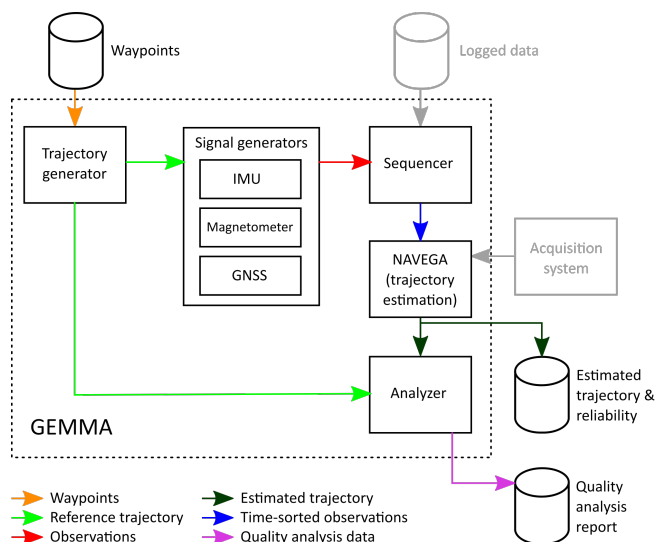 Waypoints
Logged data
Trajectory
generator
Signal generators
IMU
Magnetometer
GNSS
Sequencer
NAVEGA
(trajectory
estimation)
Acquisition
system
Analyzer
Estimated
trajectory &
reliability
GEMMA
Quality
analysis
report
Waypoints
Reference trajectory
Observations
Estimated trajectory
Time-sorted observations
Quality analysis data